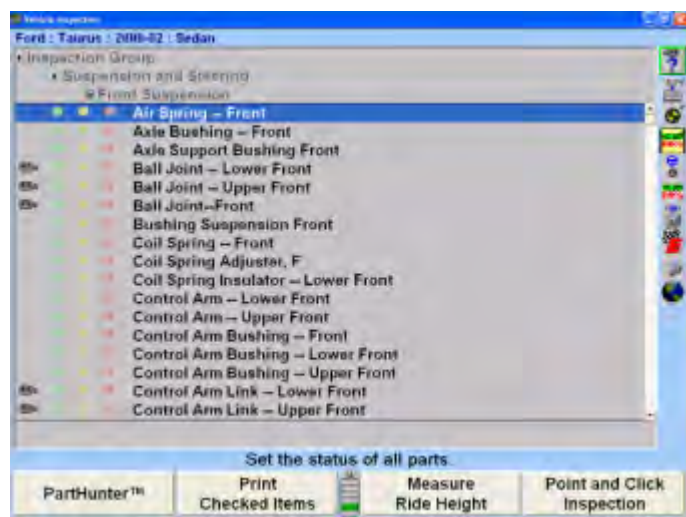 Vehicle Inspection
Ford : Taurus : 2000-02 : Sedan
Inspection Group
Suspension and Steering
Front Suspension
Air Spring – Front
Axle Bushing – Front
Axle Support Bushing Front
Ball Joint – Lower Front
Ball Joint – Upper Front
Ball Joint–Front
Bushing Suspension Front
Coil Spring – Front
Coil Spring Adjuster, F
Coil Spring Insulator – Lower Front
Control Arm – Lower Front
Control Arm – Upper Front
Control Arm Bushing – Front
Control Arm Bushing – Lower Front
Control Arm Bushing – Upper Front
Control Arm Link – Lower Front
Control Arm Link – Upper Front
Set the status of all parts.
PartHunter™
Print
Checked Items
Measure
Ride Height
Point and Click
Inspection